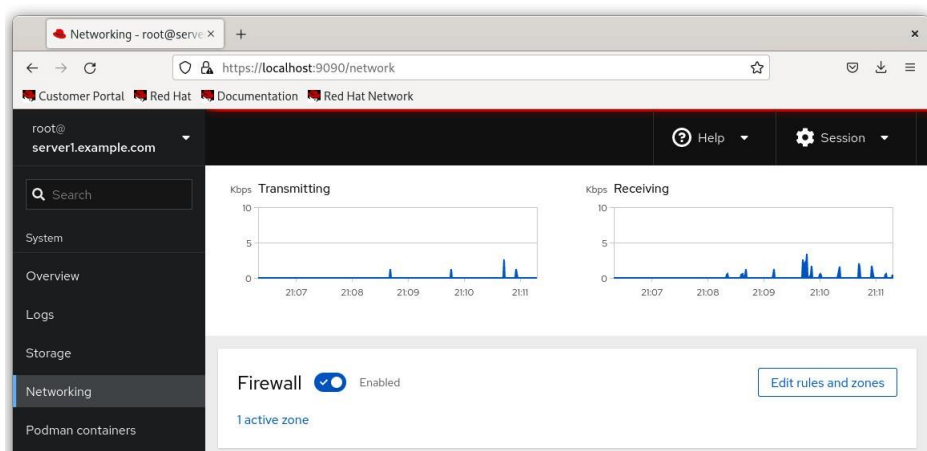 Networking - root@serve × +
×
https://localhost:9090/network
Customer Portal Red Hat Documentation Red Hat Network
root@
server1.example.com
Help Session
Search
System
Overview
Logs
Storage
Networking
Podman containers
Kbps Transmitting
10
5
0
21:07 21:08 21:09 21:10 21:11
Kbps Receiving
10
5
0
21:07 21:08 21:09 21:10 21:11
Firewall Enabled
Edit rules and zones
1 active zone